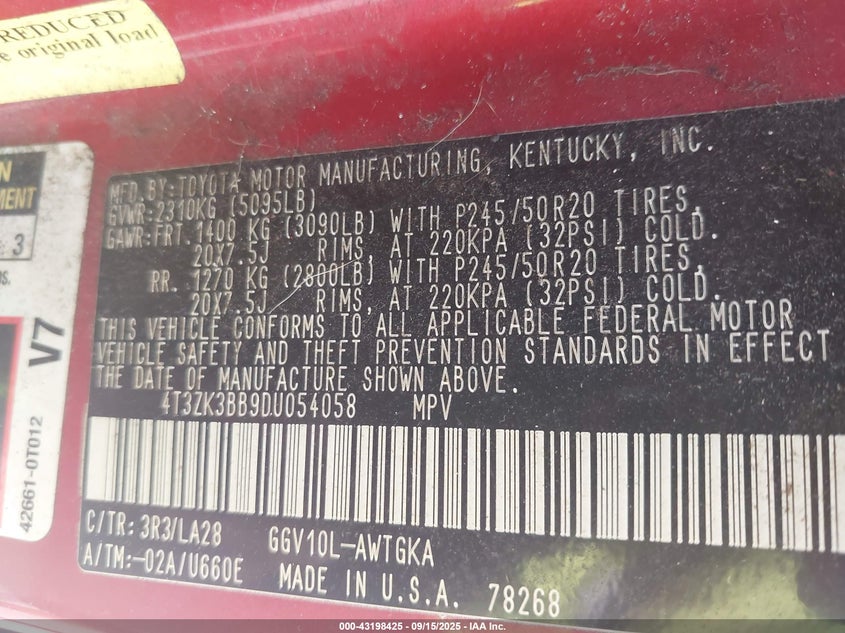 REDUCED
e original load
N
MENT
3
V7
42661-0T012
MFD.BY:TOYOTA MOTOR MANUFACTURING, KENTUCKY, INC.
GVWR:2310KG (5095LB)
GAWR:FRT.1400 KG (3090LB) WITH P245/50R20 TIRES,
20X7.5J RIMS, AT 220KPA (32PSI) COLD.
RR. 1270 KG (2800LB) WITH P245/50R20 TIRES,
20X7.5J RIMS, AT 220KPA (32PSI) COLD.
THIS VEHICLE CONFORMS TO ALL APPLICABLE FEDERAL MOTOR
VEHICLE SAFETY AND THEFT PREVENTION STANDARDS IN EFFECT
THE DATE OF MANUFACTURE SHOWN ABOVE.
4T3ZK3BB9DU054058 MPV
C/TR: 3R3/LA28 GGV10L-AWTGKA
A/TM:-02A/U660E MADE IN U.S.A. 78268
000-43198425 - 09/15/2025 - IAA Inc.